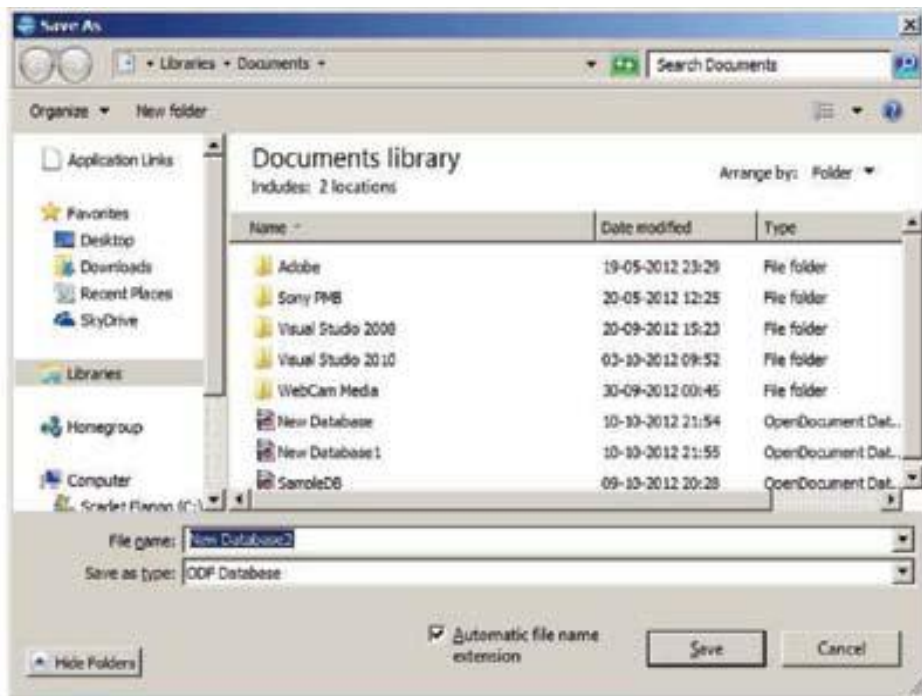 Save As
Libraries Documents
Search Documents
Organize New folder
Application Links
Favorites
Desktop
Downloads
Recent Places
SkyDrive
Libraries
Homegroup
Computer
Scarlet (C:)
Documents library
Includes: 2 locations
Arrange by: Folder
Name Date modified Type
Adobe 19-05-2012 23:29 File folder
Sony PMB 20-05-2012 12:25 File folder
Visual Studio 2008 20-09-2012 15:23 File folder
Visual Studio 2010 03-10-2012 09:52 File folder
WebCam Media 30-09-2012 00:45 File folder
New Database 10-10-2012 21:54 OpenDocument Dat...
New Database1 10-10-2012 21:55 OpenDocument Dat...
SampleDB 09-10-2012 20:28 OpenDocument Dat...
File name: New Database2
Save as type: ODF Database
Automatic file name
extension
Save Cancel
Hide Folders